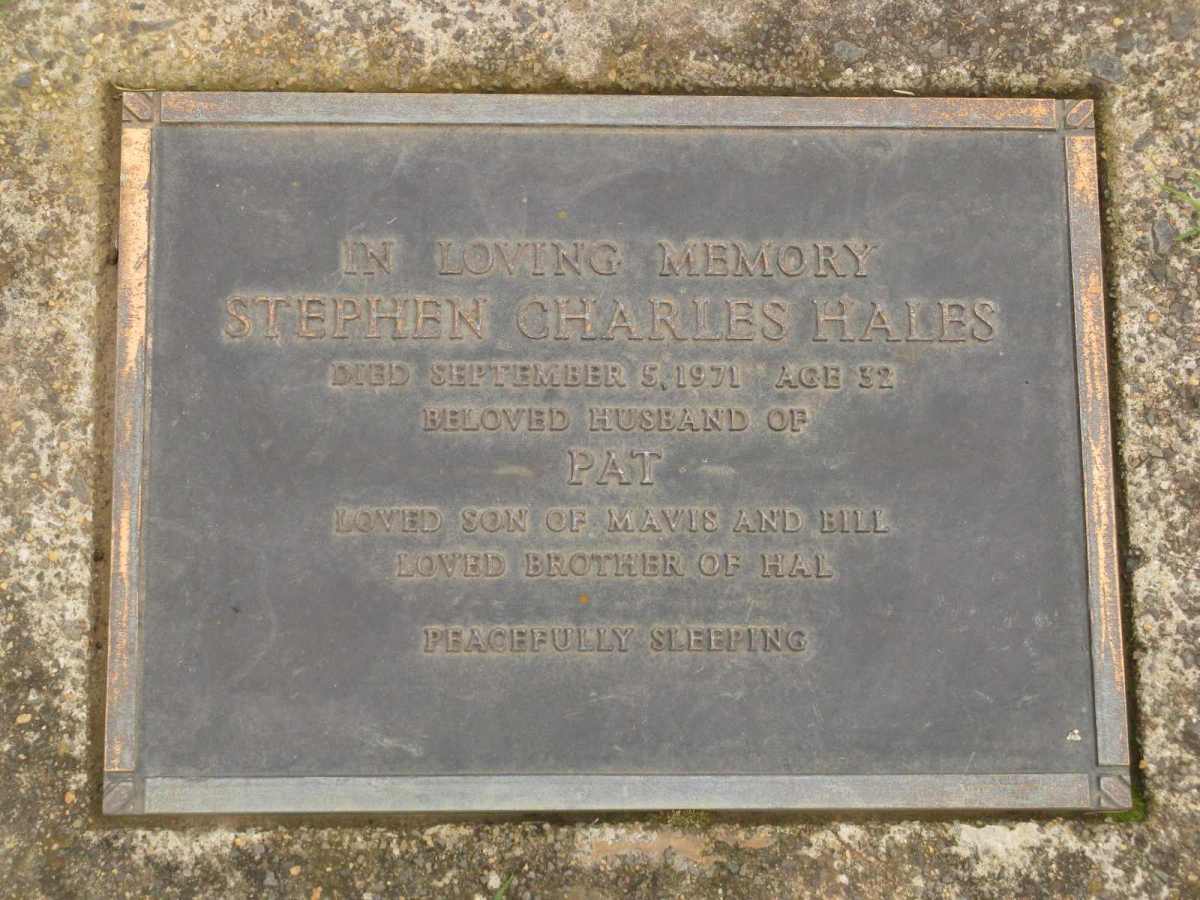 IN LOVING MEMORY
STEPHEN CHARLES HALES
DIED SEPTEMBER 5, 1971 AGE 32
BELOVED HUSBAND OF
PAT
LOVED SON OF MAVIS AND BILL
LOVED BROTHER OF HAL
PEACEFULLY SLEEPING